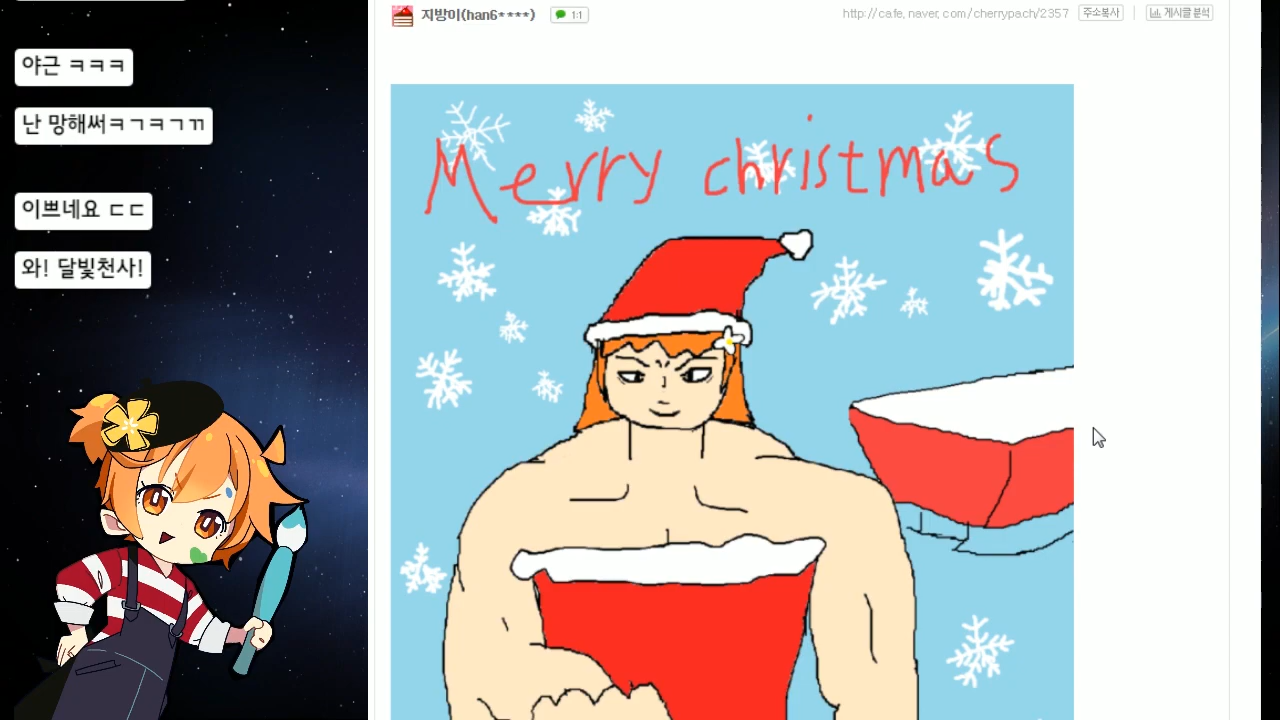 야근 ㅋㅋㅋ
난 망해써ㅋㄱㅋㄱㄲ
이쁘네요 ㄷㄷ
와! 달빛천사!
지방이(han6****) 1:1
http://cafe.naver.com/cherrypach/2357 주소복사 게시글 분석
Merry christmas